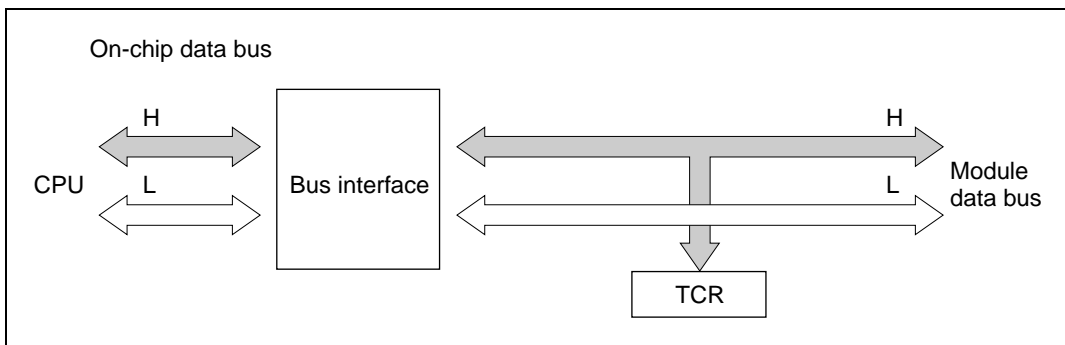 On-chip data bus
H
H
CPU
L
Bus interface
L
Module
data bus
TCR